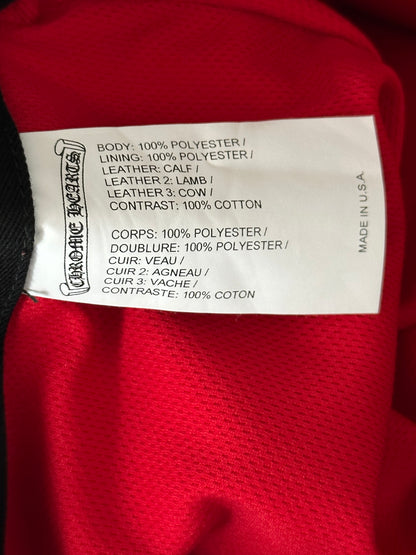 CHROME HEARTS
BODY: 100% POLYESTER /
LINING: 100% POLYESTER /
LEATHER: CALF /
LEATHER 2: LAMB /
LEATHER 3: COW /
CONTRAST: 100% COTTON
CORPS: 100% POLYESTER /
DOUBLURE: 100% POLYESTER /
CUIR: VEAU /
CUIR 2: AGNEAU /
CUIR 3: VACHE /
CONTRASTE: 100% COTON
MADE IN U.S.A.